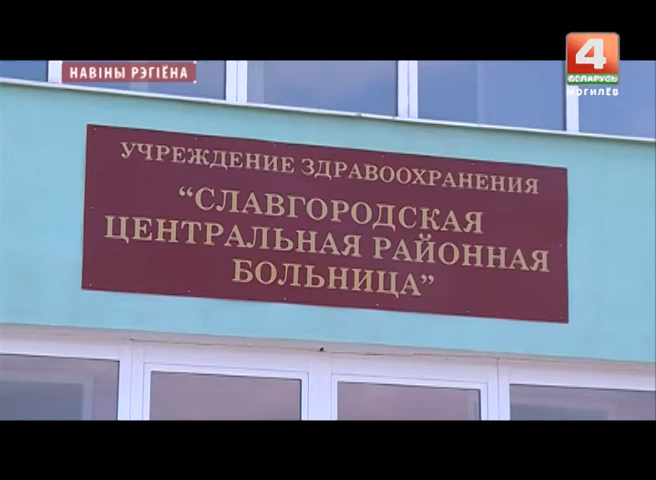 НАВІНЫ РЭГІЁНА
4
БЕЛАРУСЬ
МОГИЛЁВ
УЧРЕЖДЕНИЕ ЗДРАВООХРАНЕНИЯ
“СЛАВГОРОДСКАЯ
ЦЕНТРАЛЬНАЯ РАЙОННАЯ
БОЛЬНИЦА”